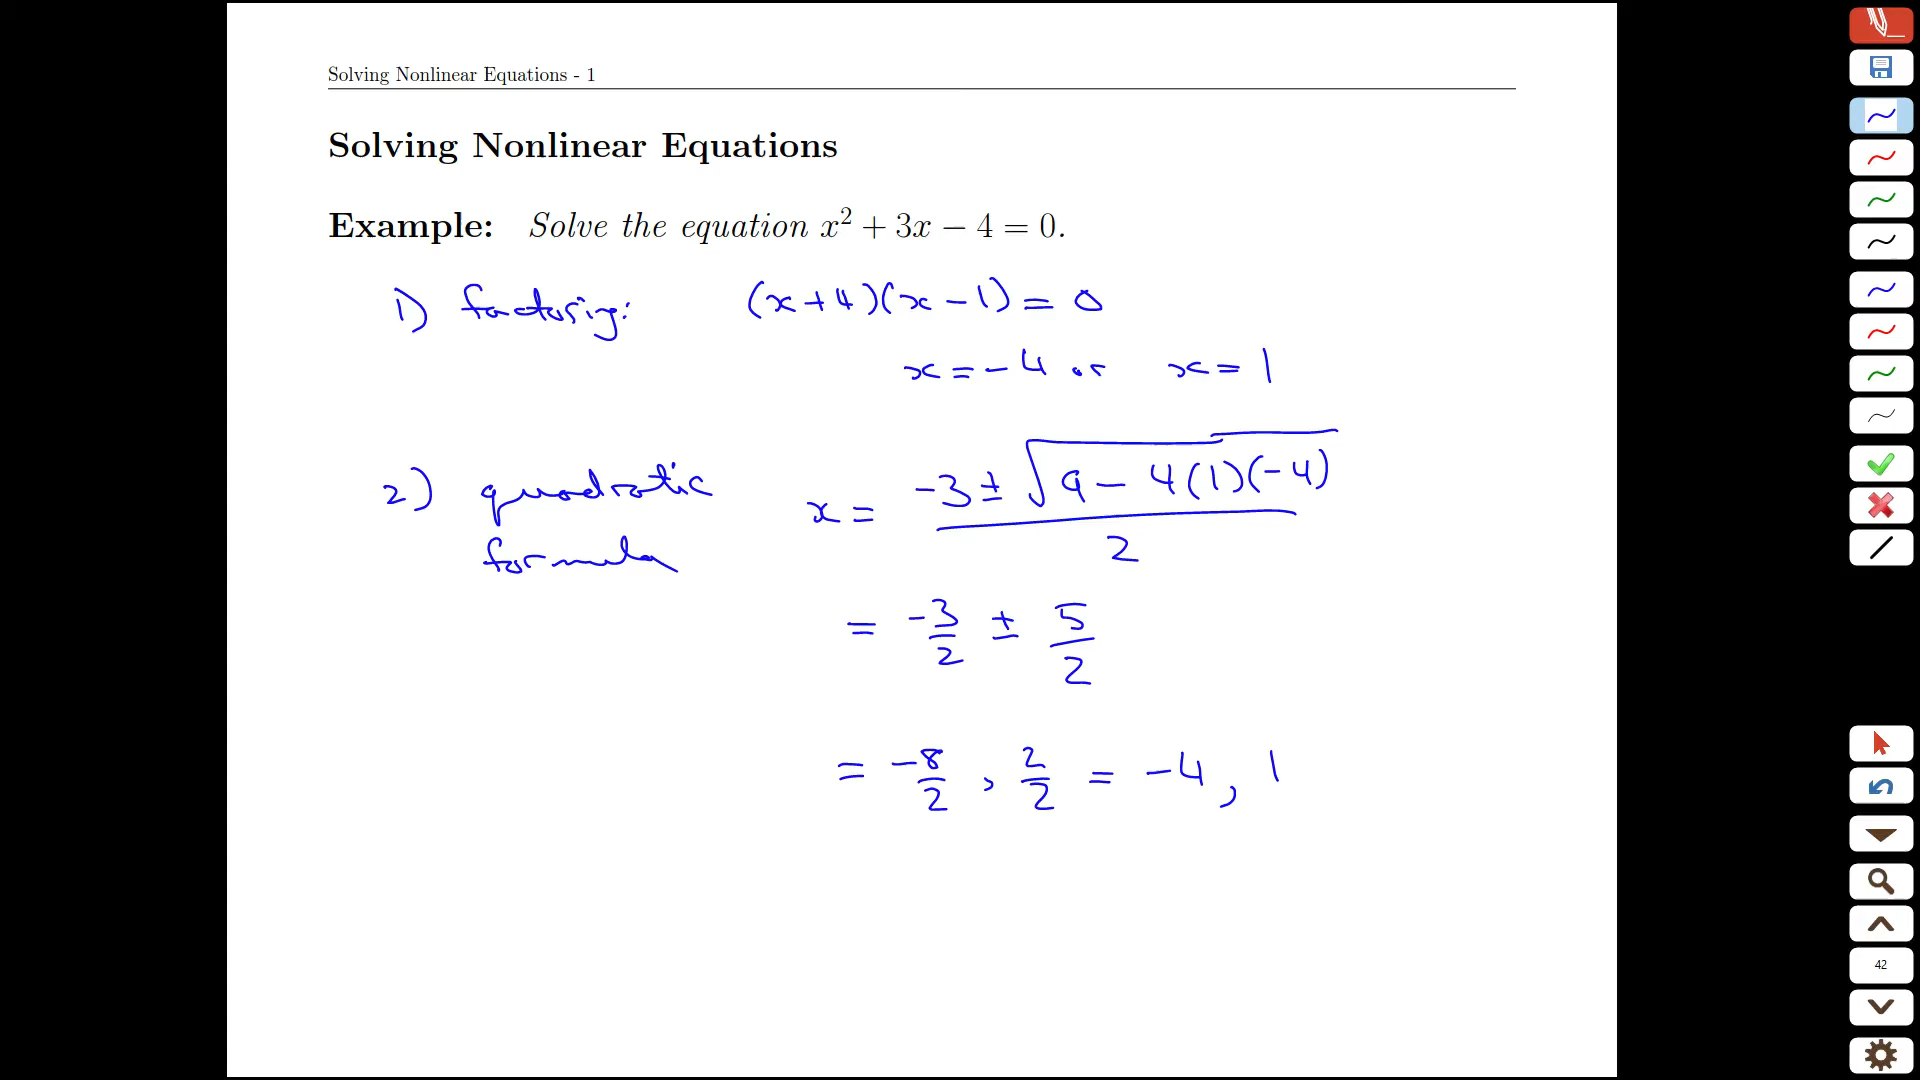 Solving Nonlinear Equations - 1
Solving Nonlinear Equations
Example: Solve the equation x² + 3x − 4 = 0.
1) factoring: (x+4)(x-1) = 0
x = -4 or x = 1
2) quadratic formula x = (-3 ± √(9 - 4(1)(-4))) / 2
= -3/2 ± 5/2
= -8/2 , 2/2 = -4 , 1
42